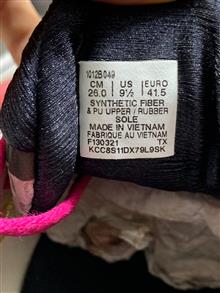 1012B049
CM US EURO
26.0 9½ 41.5
SYNTHETIC FIBER
& PU UPPER / RUBBER
SOLE
MADE IN VIETNAM
FABRIQUE AU VIETNAM
F130321 TX
KCC8S11DX79L9SK